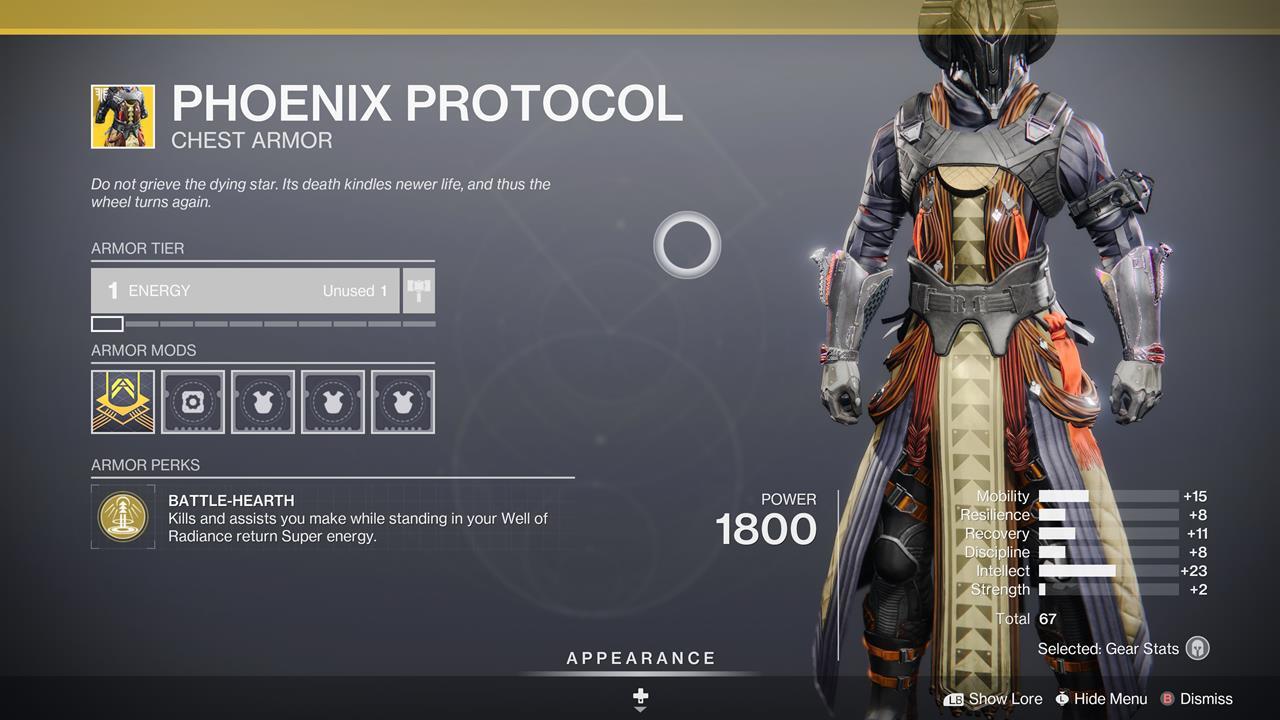 PHOENIX PROTOCOL
CHEST ARMOR
Do not grieve the dying star. Its death kindles newer life, and thus the
wheel turns again.
ARMOR TIER
1 ENERGY Unused 1
ARMOR MODS
ARMOR PERKS
BATTLE-HEARTH
Kills and assists you make while standing in your Well of
Radiance return Super energy.
POWER
1800
Mobility +15
Resilience +8
Recovery +11
Discipline +8
Intellect +23
Strength +2
Total 67
Selected: Gear Stats
APPEARANCE
LB Show Lore L Hide Menu B Dismiss